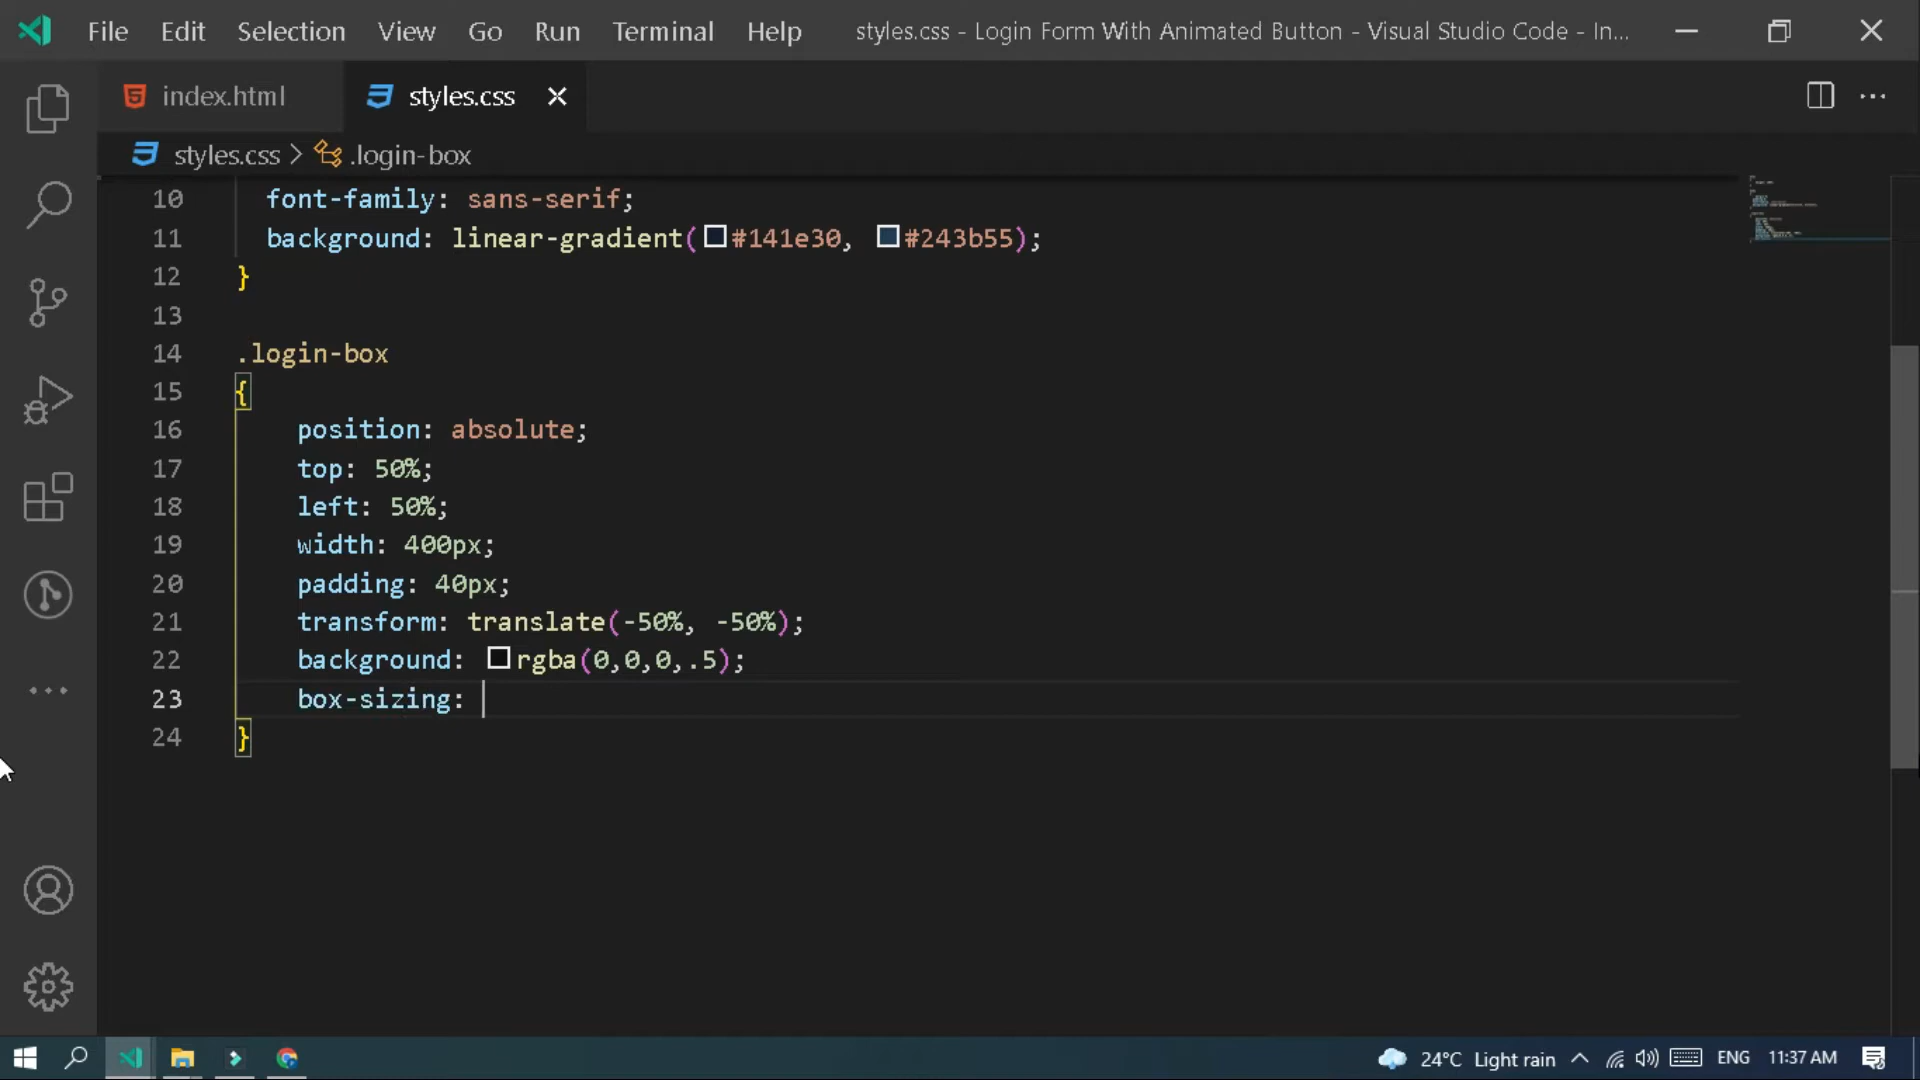 File Edit Selection View Go Run Terminal Help styles.css - Login Form With Animated Button - Visual Studio Code - In...
index.html styles.css
styles.css > .login-box
10 font-family: sans-serif;
11 background: linear-gradient(#141e30, #243b55);
12 }
13
14 .login-box
15 {
16 position: absolute;
17 top: 50%;
18 left: 50%;
19 width: 400px;
20 padding: 40px;
21 transform: translate(-50%, -50%);
22 background: rgba(0,0,0,.5);
23 box-sizing:
24 }
24°C Light rain ENG 11:37 AM